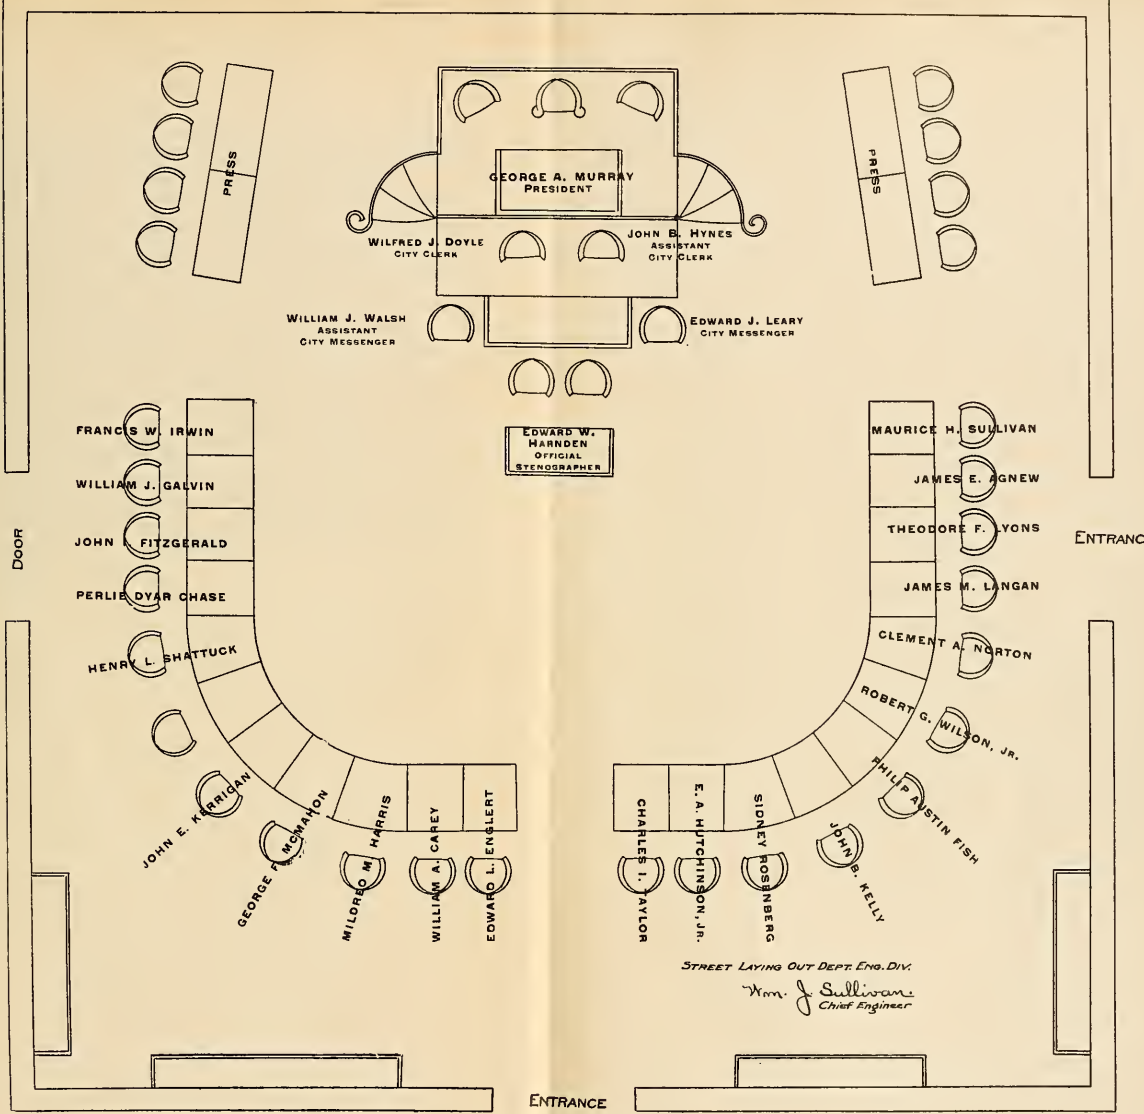 PRESS
PRESS
GEORGE A. MURRAY
PRESIDENT
WILFRED J. DOYLE
CITY CLERK
JOHN B. HYNES
ASSISTANT
CITY CLERK
WILLIAM J. WALSH
ASSISTANT
CITY MESSENGER
EDWARD J. LEARY
CITY MESSENGER
EDWARD W.
HARNDEN
OFFICIAL
STENOGRAPHER
FRANCIS W. IRWIN
WILLIAM J. GALVIN
JOHN I. FITZGERALD
PERLIE DYAR CHASE
HENRY L. SHATTUCK
JOHN E. KERRIGAN
GEORGE F. MCMAHON
MILDRED M. HARRIS
WILLIAM A. CAREY
EDWARD L. ENGLERT
CHARLES I. TAYLOR
E. A. HUTCHINSON, JR.
SIDNEY ROSENBERG
JOHN B. KELLY
PHILIP AUSTIN FISH
ROBERT G. WILSON, JR.
CLEMENT A. NORTON
JAMES M. LANGAN
THEODORE F. LYONS
JAMES E. AGNEW
MAURICE H. SULLIVAN
DOOR
ENTRANC
STREET LAYING OUT DEPT. ENG. DIV.
Wm. J. Sullivan.
Chief Engineer
ENTRANCE